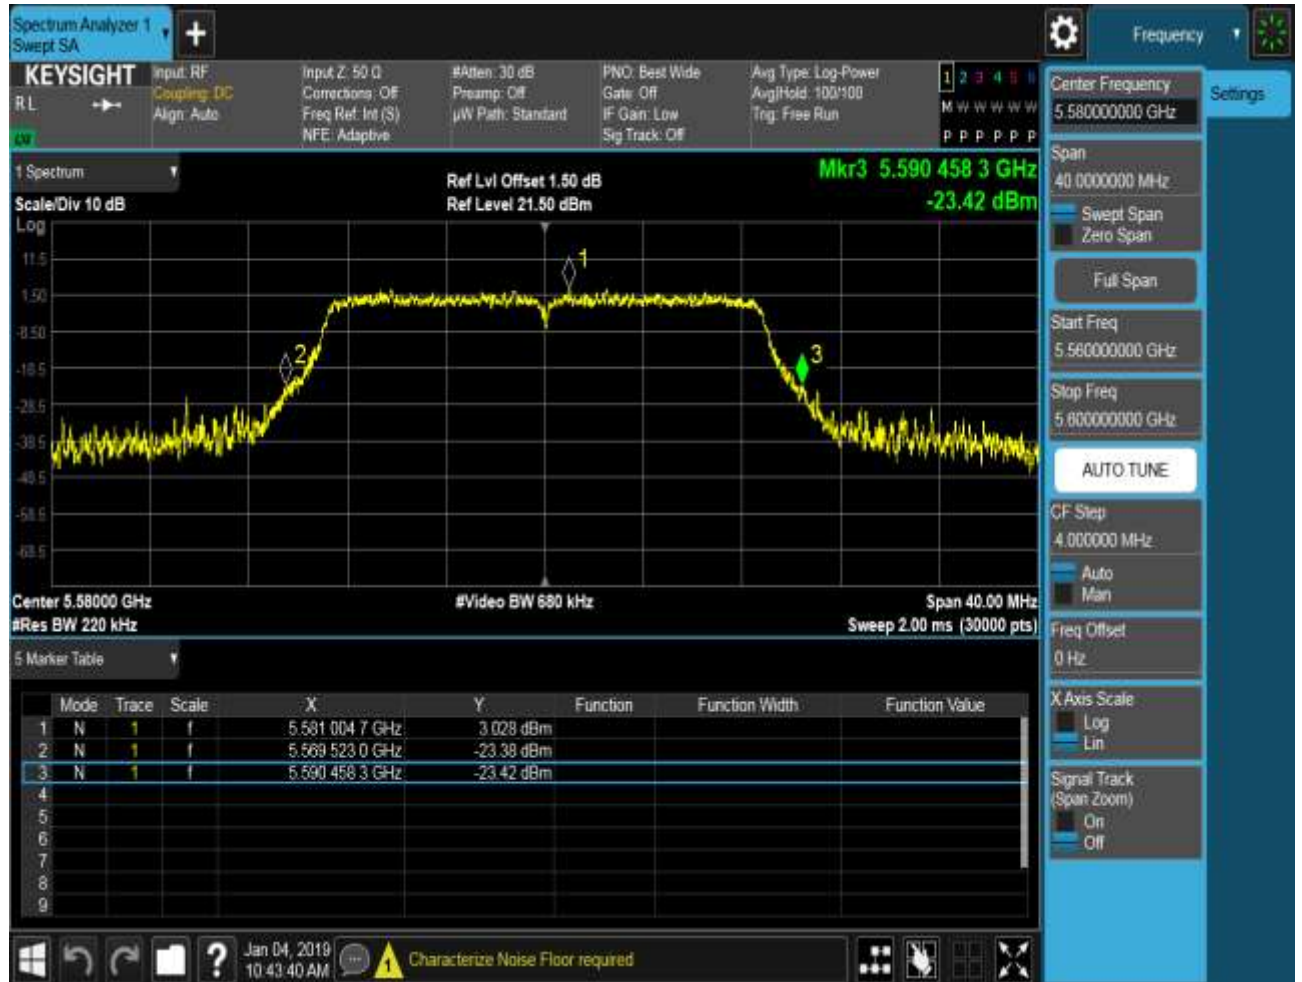 Spectrum Analyzer 1
Swept SA
+
Frequency
KEYSIGHT
RL
Input: RF
Coupling: DC
Align: Auto
Input Z: 50 Ω
Corrections: Off
Freq Ref: Int (S)
NFE: Adaptive
#Atten: 30 dB
Preamp: Off
µW Path: Standard
PNO: Best Wide
Gate: Off
IF Gain: Low
Sig Track: Off
Avg Type: Log-Power
Avg|Hold: 100/100
Trig: Free Run
1 2 3 4 5 6
M W W W W W
P P P P P P
1 Spectrum
Scale/Div 10 dB
Ref Lvl Offset 1.50 dB
Ref Level 21.50 dBm
Mkr3 5.590 458 3 GHz
-23.42 dBm
Log
11.5
1.50
-8.50
-18.5
-28.5
-38.5
-48.5
-58.5
-68.5
1
2
3
Center 5.58000 GHz
#Video BW 680 kHz
Span 40.00 MHz
#Res BW 220 kHz
Sweep 2.00 ms (30000 pts)
5 Marker Table
Mode Trace Scale X Y Function Function Width Function Value
1 N 1 f 5.581 004 7 GHz 3.028 dBm
2 N 1 f 5.569 523 0 GHz -23.38 dBm
3 N 1 f 5.590 458 3 GHz -23.42 dBm
4
5
6
7
8
9
Center Frequency
5.580000000 GHz
Settings
Span
40.0000000 MHz
Swept Span
Zero Span
Full Span
Start Freq
5.560000000 GHz
Stop Freq
5.600000000 GHz
AUTO TUNE
CF Step
4.000000 MHz
Auto
Man
Freq Offset
0 Hz
X Axis Scale
Log
Lin
Signal Track
(Span Zoom)
On
Off
?
Jan 04, 2019
10:43:40 AM
1
Characterize Noise Floor required